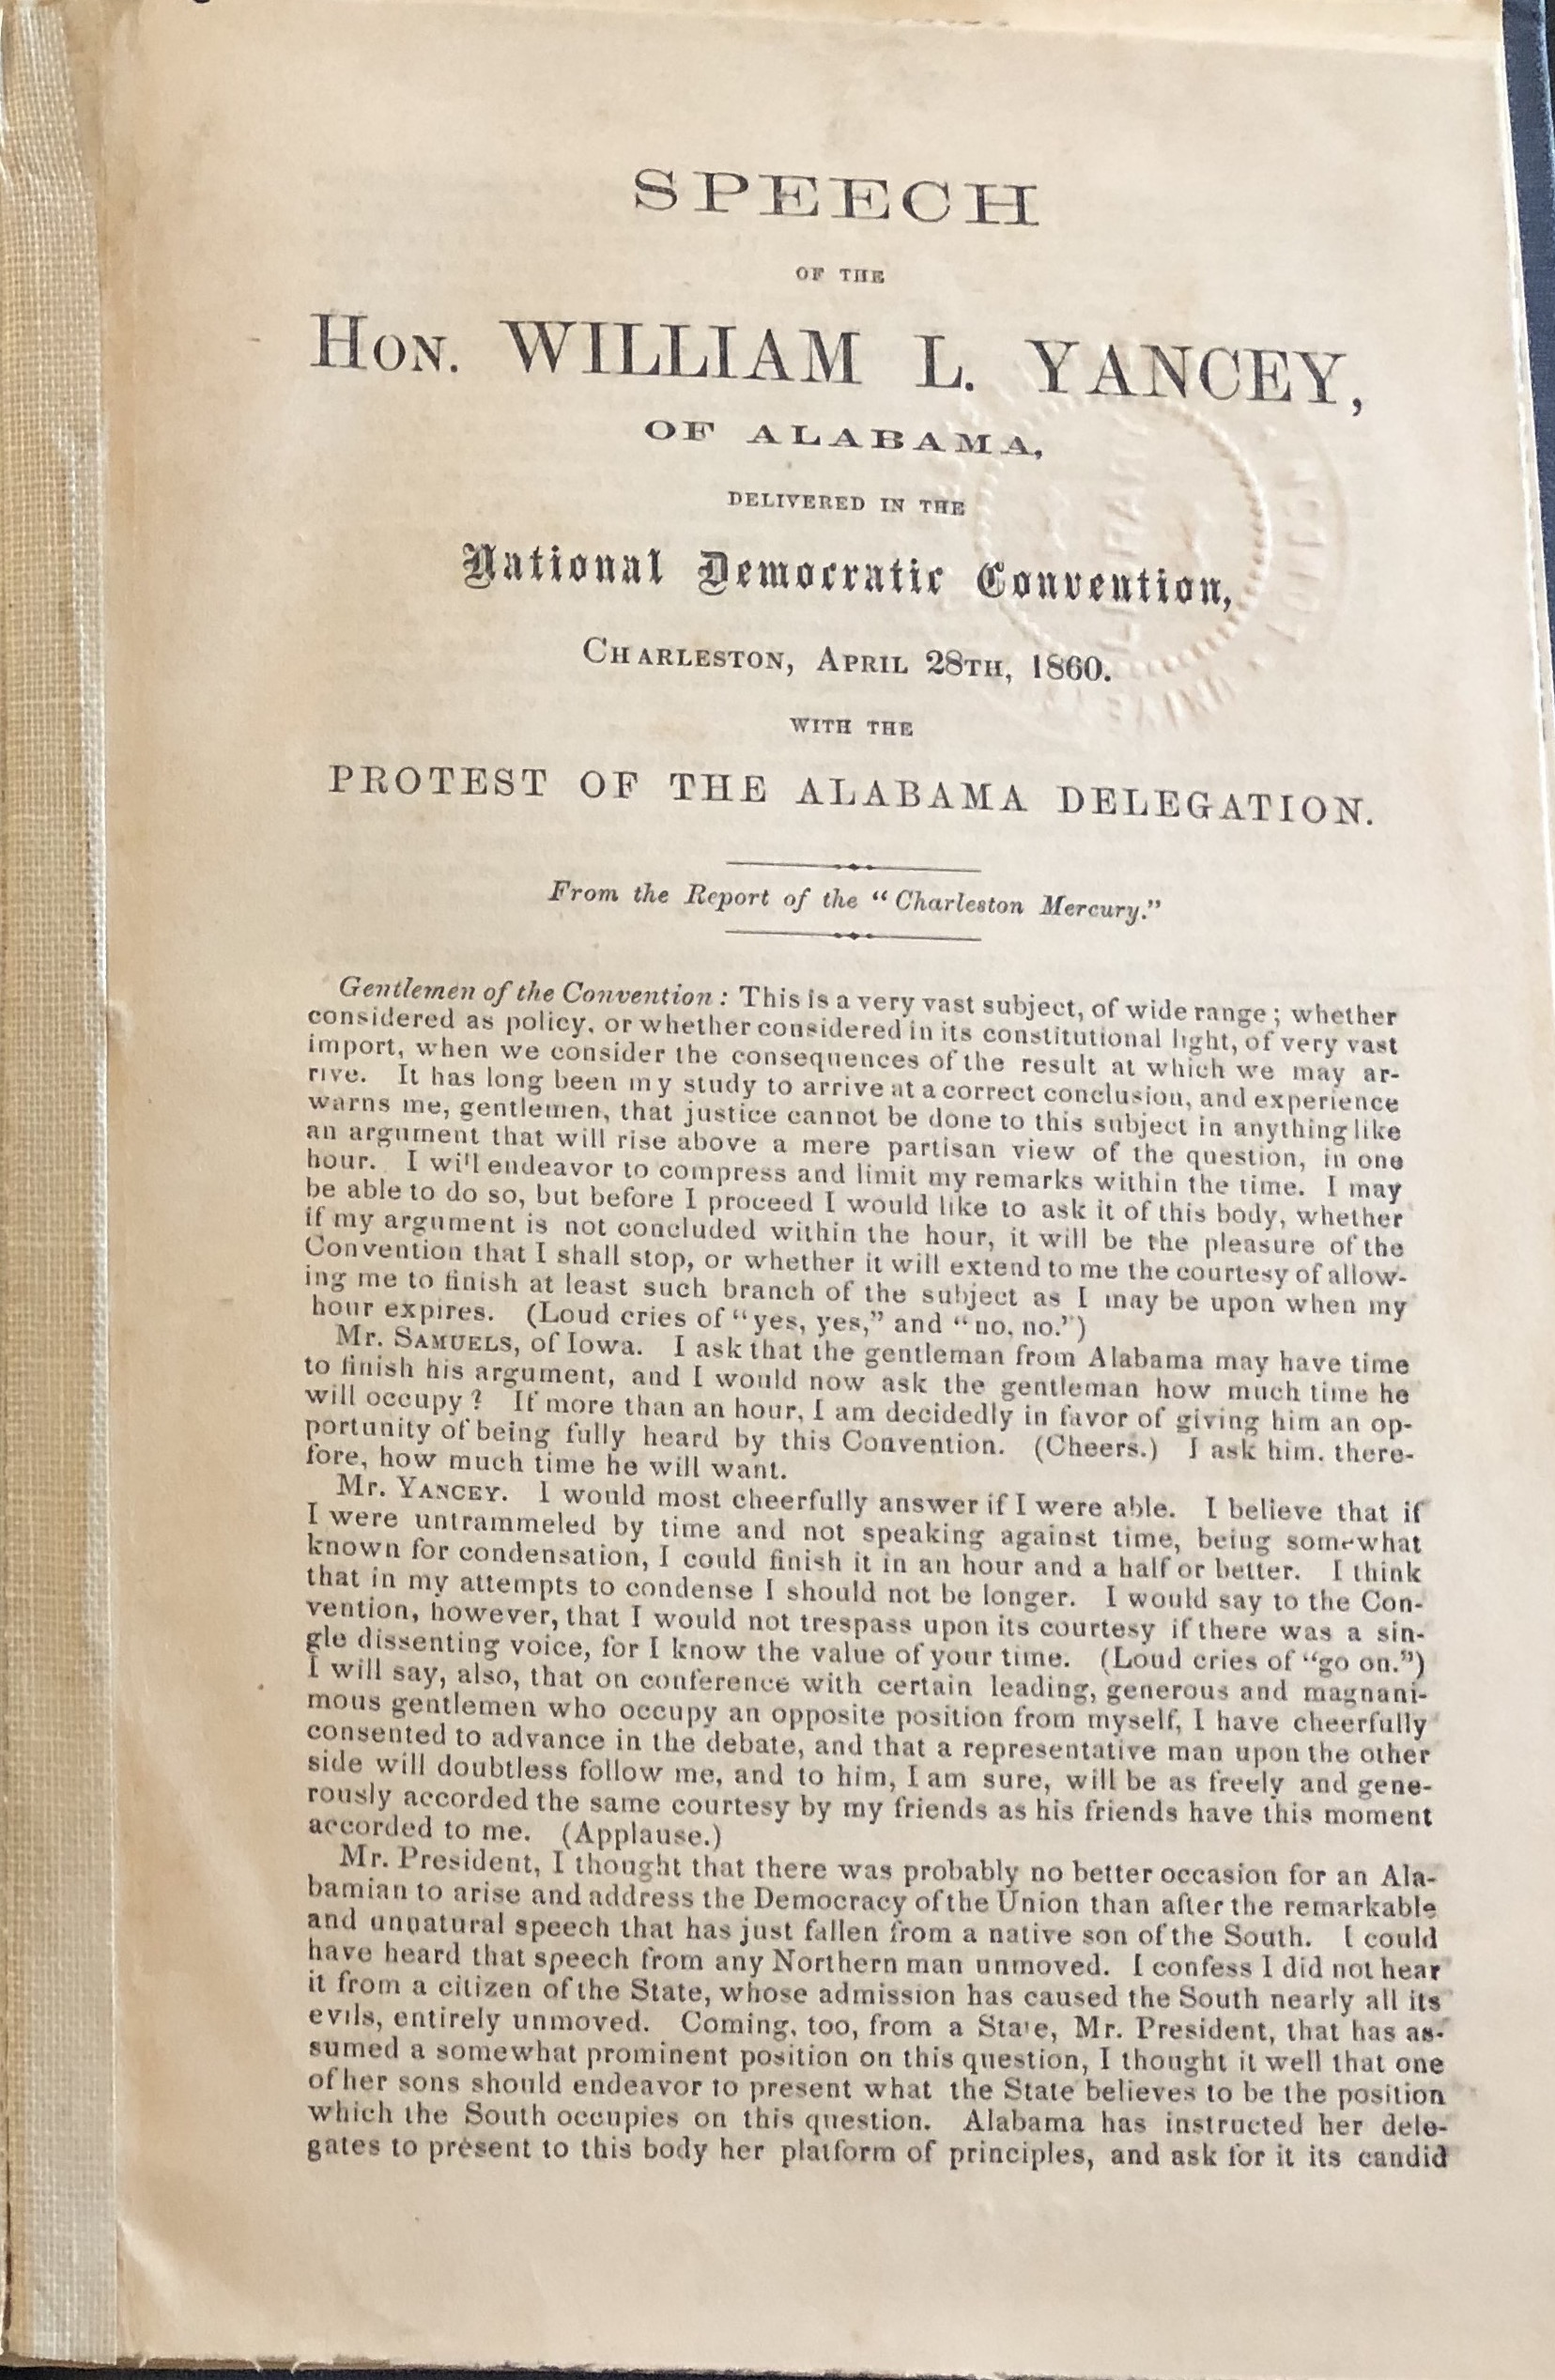 SPEECH
OF THE
HON. WILLIAM L. YANCEY,
OF ALABAMA,
DELIVERED IN THE
National Democratic Convention,
CHARLESTON, APRIL 28TH, 1860.
WITH THE
PROTEST OF THE ALABAMA DELEGATION.
From the Report of the "Charleston Mercury."
Gentlemen of the Convention: This is a very vast subject, of wide range; whether
considered as policy, or whether considered in its constitutional light, of very vast
import, when we consider the consequences of the result at which we may ar-
rive. It has long been my study to arrive at a correct conclusion, and experience
warns me, gentlemen, that justice cannot be done to this subject in anything like
an argument that will rise above a mere partisan view of the question, in one
hour. I will endeavor to compress and limit my remarks within the time. I may
be able to do so, but before I proceed I would like to ask it of this body, whether
if my argument is not concluded within the hour, it will be the pleasure of the
Convention that I shall stop, or whether it will extend to me the courtesy of allow-
ing me to finish at least such branch of the subject as I may be upon when my
hour expires. (Loud cries of "yes, yes," and "no, no.")
Mr. SAMUELS, of Iowa. I ask that the gentleman from Alabama may have time
to finish his argument, and I would now ask the gentleman how much time he
will occupy? If more than an hour, I am decidedly in favor of giving him an op-
portunity of being fully heard by this Convention. (Cheers.) I ask him. there-
fore, how much time he will want.
Mr. YANCEY. I would most cheerfully answer if I were able. I believe that if
I were untrammeled by time and not speaking against time, being somewhat
known for condensation, I could finish it in an hour and a half or better. I think
that in my attempts to condense I should not be longer. I would say to the Con-
vention, however, that I would not trespass upon its courtesy if there was a sin-
gle dissenting voice, for I know the value of your time. (Loud cries of "go on.")
I will say, also, that on conference with certain leading, generous and magnani-
mous gentlemen who occupy an opposite position from myself, I have cheerfully
consented to advance in the debate, and that a representative man upon the other
side will doubtless follow me, and to him, I am sure, will be as freely and gene-
rously accorded the same courtesy by my friends as his friends have this moment
accorded to me. (Applause.)
Mr. President, I thought that there was probably no better occasion for an Ala-
bamian to arise and address the Democracy of the Union than after the remarkable
and unnatural speech that has just fallen from a native son of the South. I could
have heard that speech from any Northern man unmoved. I confess I did not hear
it from a citizen of the State, whose admission has caused the South nearly all its
evils, entirely unmoved. Coming, too, from a State, Mr. President, that has as-
sumed a somewhat prominent position on this question, I thought it well that one
of her sons should endeavor to present what the State believes to be the position
which the South occupies on this question. Alabama has instructed her dele-
gates to present to this body her platform of principles, and ask for it its candid